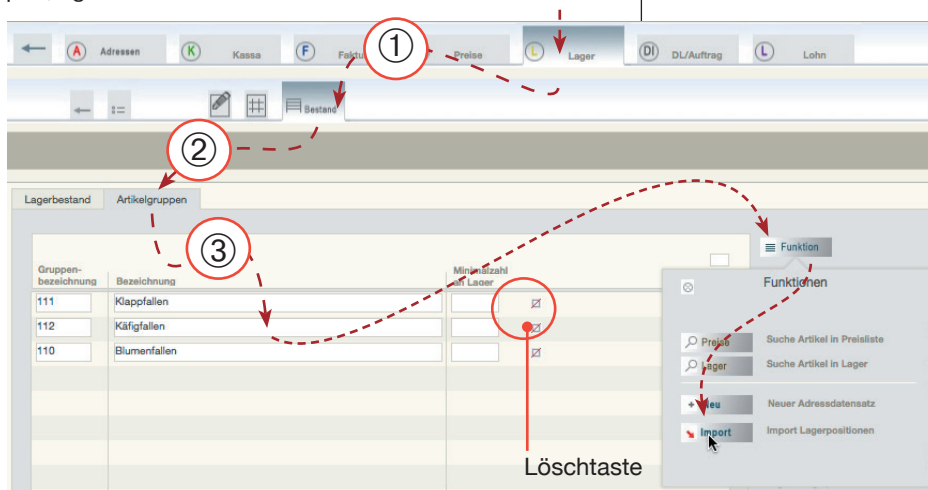 A Adressen K Kassa F Faktu 1 Preise L Lager DI DL/Auftrag L Lohn
Bestand
2
Lagerbestand Artikelgruppen
3
Funktion
Gruppen-
bezeichnung Bezeichnung Minimalzahl
an Lager
Funktionen
111 Klappfallen
112 Käfigfallen
110 Blumenfallen
Preise Suche Artikel in Preisliste
Lager Suche Artikel in Lager
+ Neu Neuer Adressdatensatz
Import Import Lagerpositionen
Löschtaste